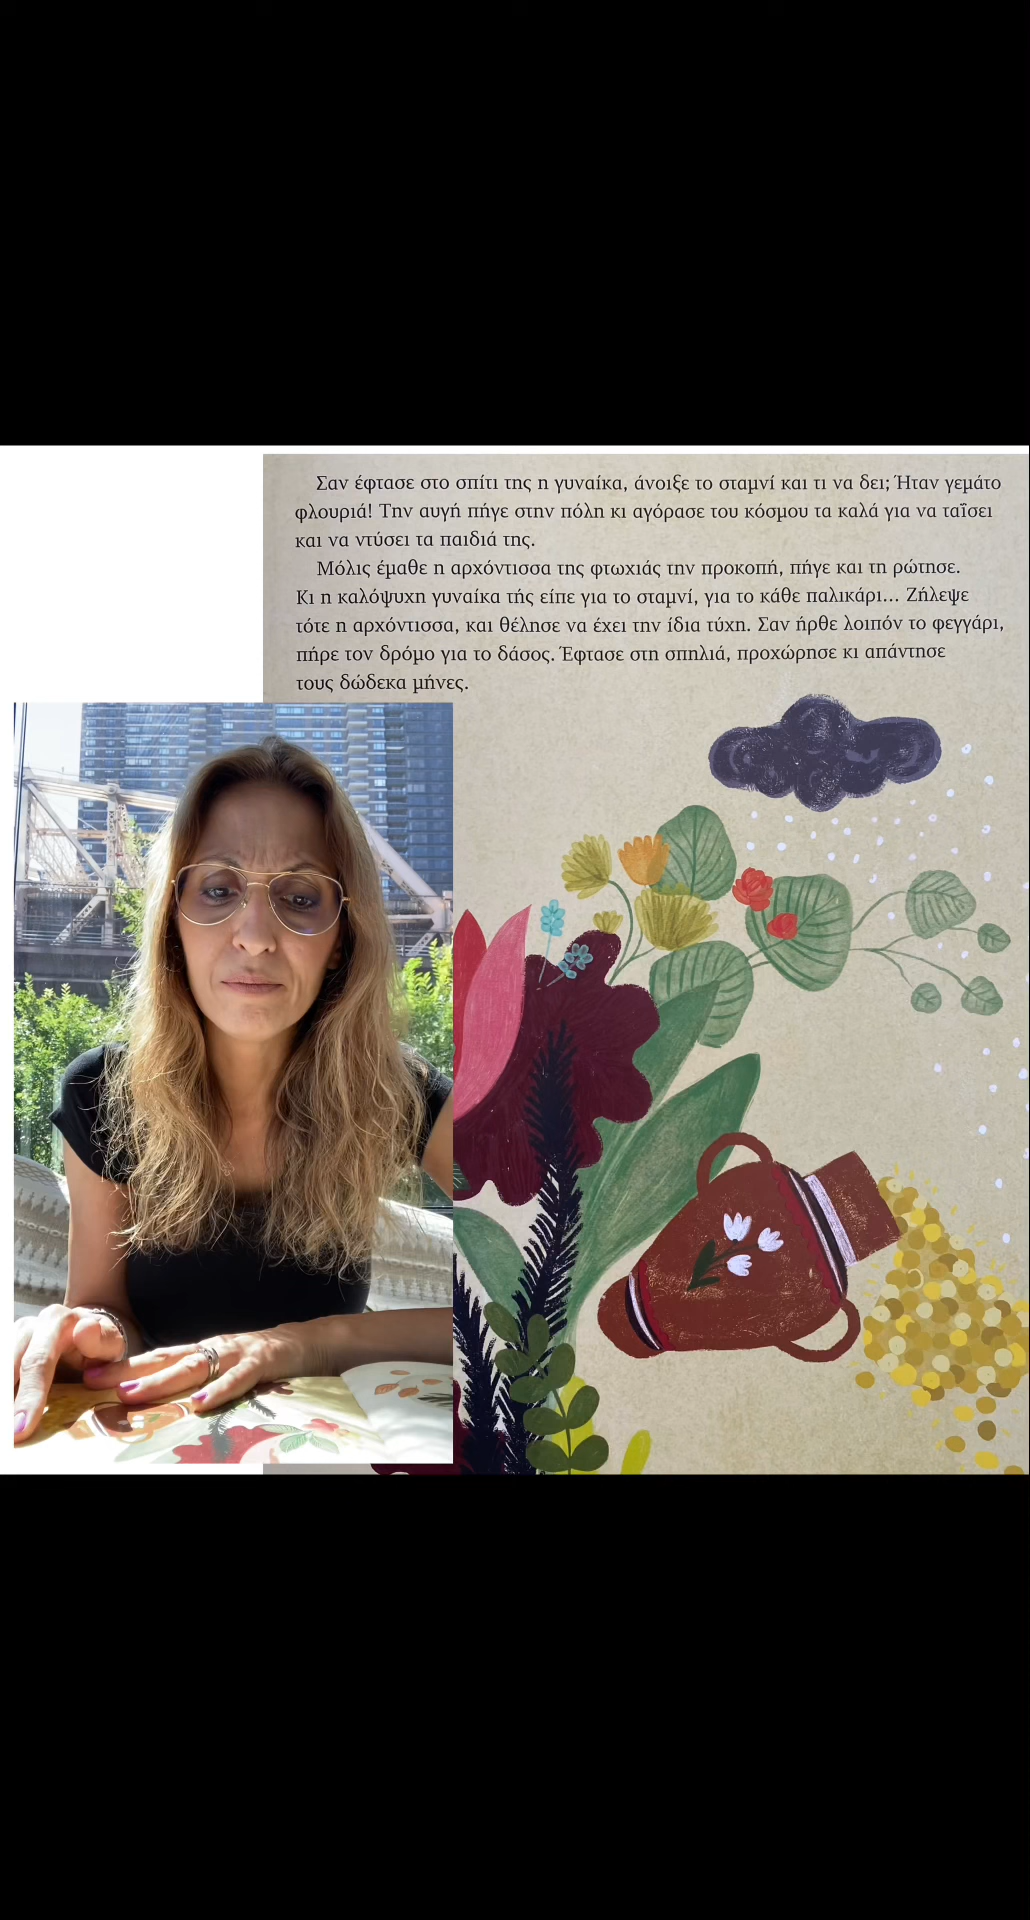 Σαν έφτασε στο σπίτι της η γυναίκα, άνοιξε το σταμνί και τι να δει; Ήταν γεμάτο
φλουριά! Την αυγή πήγε στην πόλη κι αγόρασε του κόσμου τα καλά για να ταΐσει
και να ντύσει τα παιδιά της.
Μόλις έμαθε η αρχόντισσα της φτωχιάς την προκοπή, πήγε και τη ρώτησε.
Κι η καλόψυχη γυναίκα τής είπε για το σταμνί, για το κάθε παλικάρι... Ζήλεψε
τότε η αρχόντισσα, και θέλησε να έχει την ίδια τύχη. Σαν ήρθε λοιπόν το φεγγάρι,
πήρε τον δρόμο για το δάσος. Έφτασε στη σπηλιά, προχώρησε κι απάντησε
τους δώδεκα μήνες.